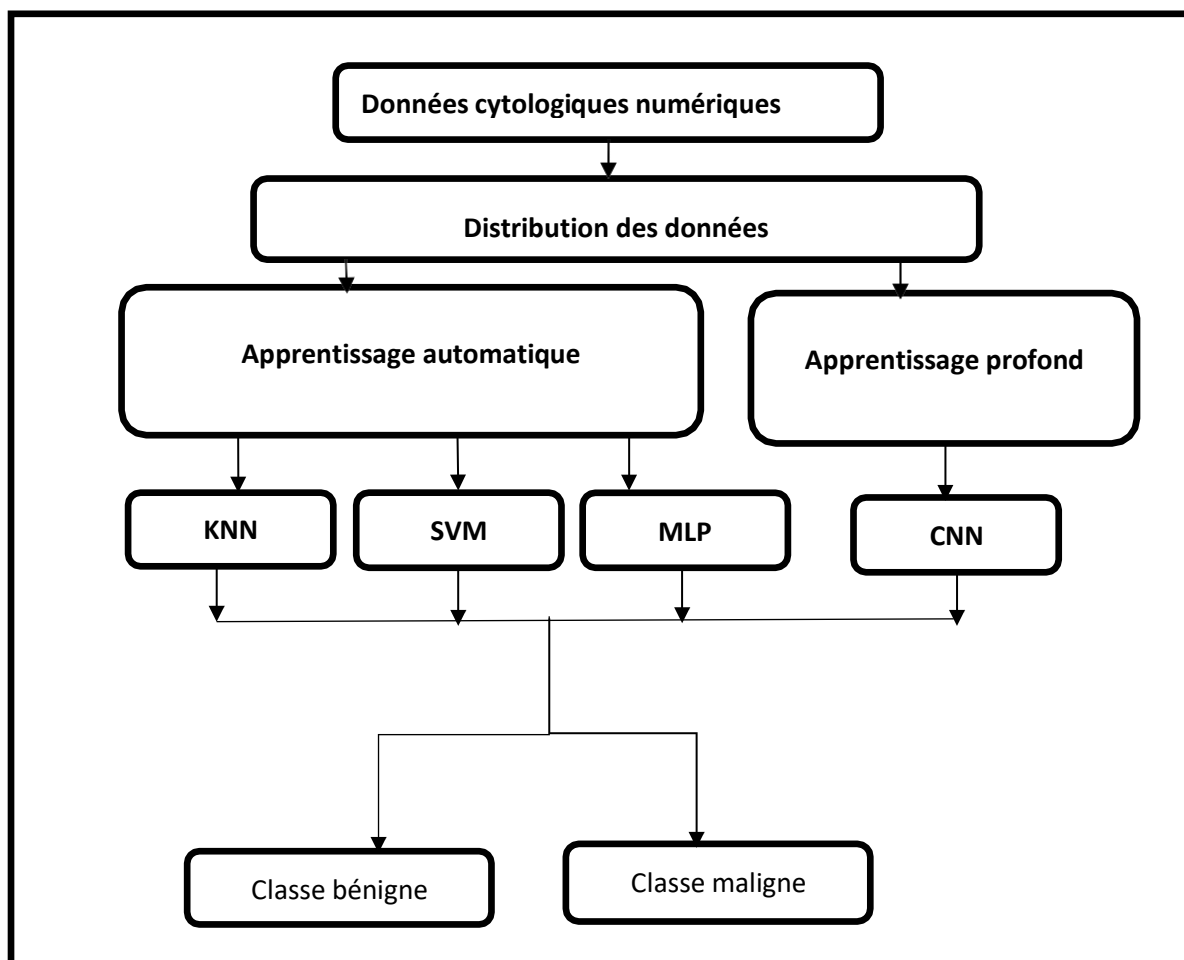 Données cytologiques numériques
Distribution des données
Apprentissage automatique
Apprentissage profond
KNN
SVM
MLP
CNN
Classe bénigne
Classe maligne